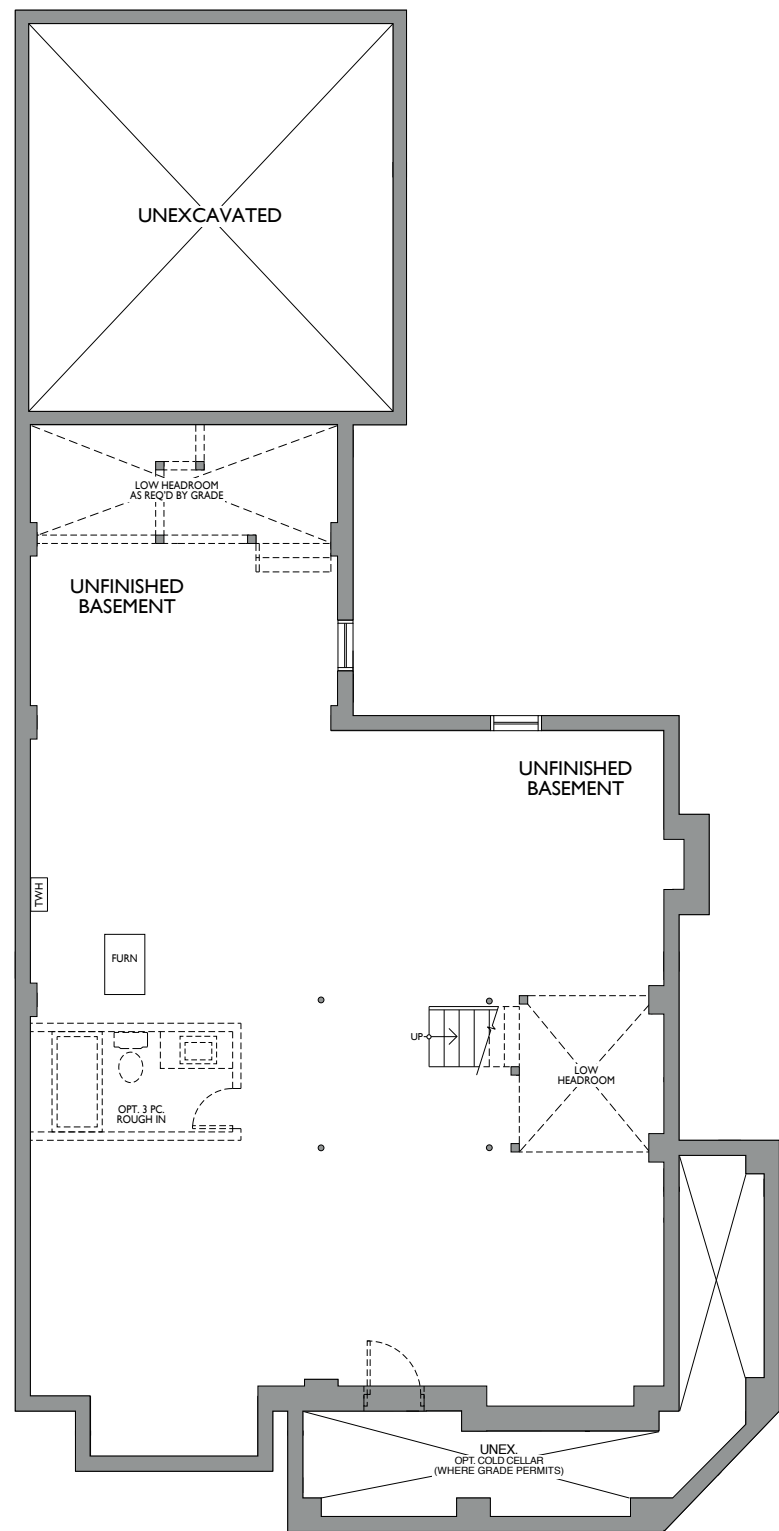 UNEXCAVATED
LOW HEADROOM
AS REQ'D BY GRADE
UNFINISHED
BASEMENT
UNFINISHED
BASEMENT
TWH
FURN
UP
LOW
HEADROOM
OPT. 3 PC.
ROUGH IN
UNEX.
OPT. COLD CELLAR
(WHERE GRADE PERMITS)